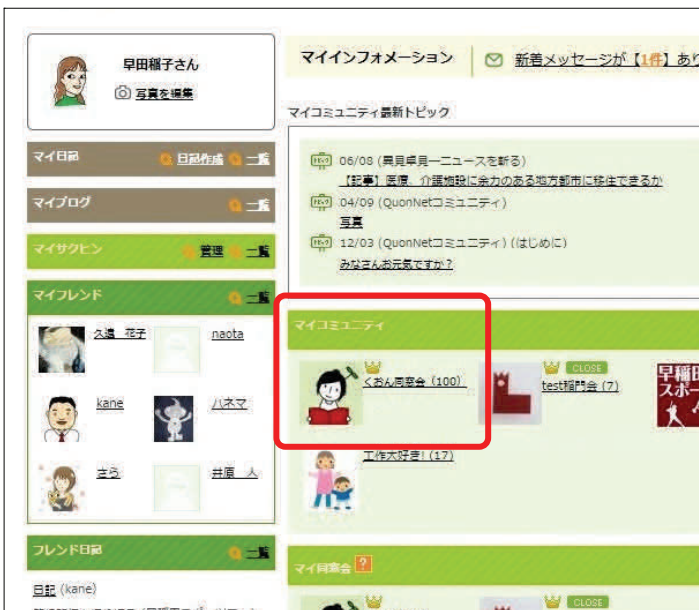 早田稲子さん
写真を編集
マイ日記 日記作成 一覧
マイブログ 一覧
マイサクヒン 管理 一覧
マイフレンド 一覧
久遠 花子
naota
kane
ハネマ
さら
井原 人
フレンド日記 一覧
日記 (kane)
マイインフォメーション
新着メッセージが【1件】あり
マイコミュニティ最新トピック
06/08 (異見卓見―ニュースを斬る)
【記事】医療、介護施設に余力のある地方都市に移住できるか
04/09 (QuonNetコミュニティ)
写真
12/03 (QuonNetコミュニティ) (はじめに)
みなさんお元気ですか？
マイコミュニティ
くおん同窓会 (100)
CLOSE
test稲門会 (7)
早稲田
スポー
工作大好き! (17)
マイ同窓会 ?
CLOSE